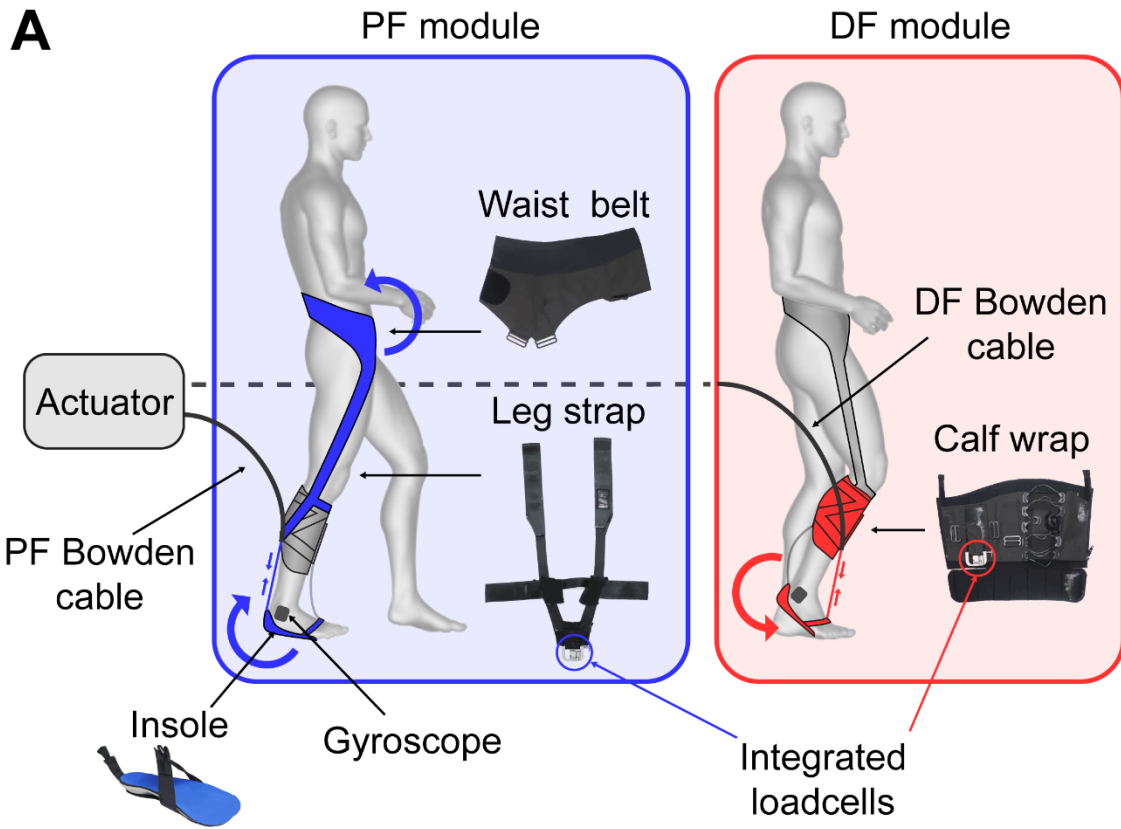 A
PF module
DF module
Waist belt
DF Bowden
cable
Actuator
Leg strap
Calf wrap
PF Bowden
cable
Insole
Gyroscope
Integrated
loadcells